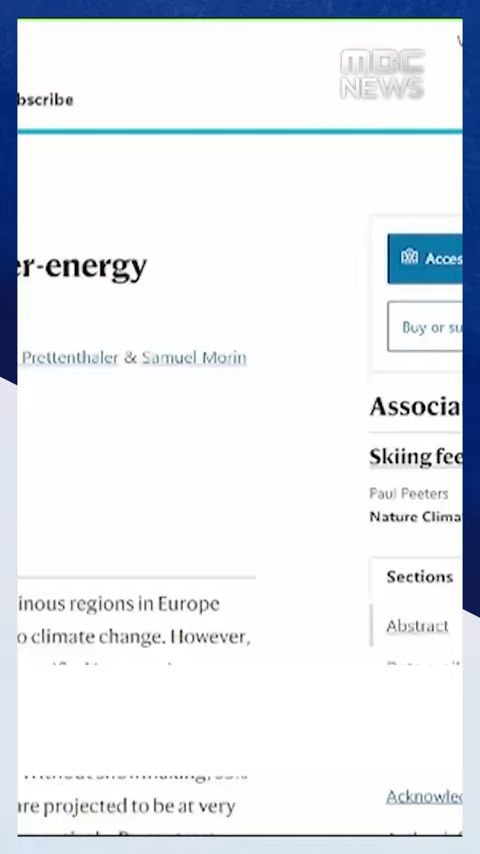 MBC
NEWS
bscribe
er-energy
Acces
Buy or su
Prettenthaler & Samuel Morin
Associa
Skiing fee
Paul Peeters
Nature Clima
Sections
inous regions in Europe
Abstract
o climate change. However,
are projected to be at very
Acknowled